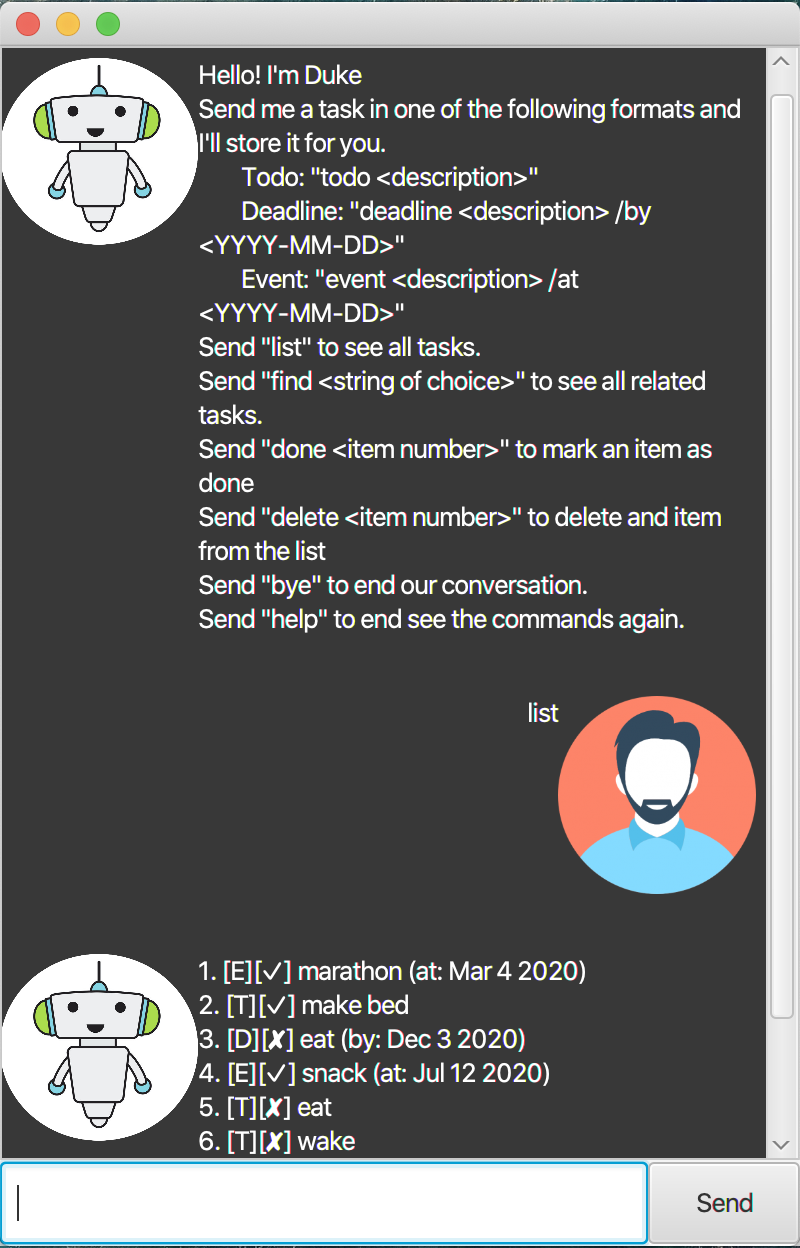 Hello! I'm Duke
Send me a task in one of the following formats and
I'll store it for you.
Todo: "todo <description>"
Deadline: "deadline <description> /by
<YYYY-MM-DD>"
Event: "event <description> /at
<YYYY-MM-DD>"
Send "list" to see all tasks.
Send "find <string of choice>" to see all related
tasks.
Send "done <item number>" to mark an item as
done
Send "delete <item number>" to delete and item
from the list
Send "bye" to end our conversation.
Send "help" to end see the commands again.
list
1. [E][✓] marathon (at: Mar 4 2020)
2. [T][✓] make bed
3. [D][✘] eat (by: Dec 3 2020)
4. [E][✓] snack (at: Jul 12 2020)
5. [T][✘] eat
6. [T][✘] wake
Send